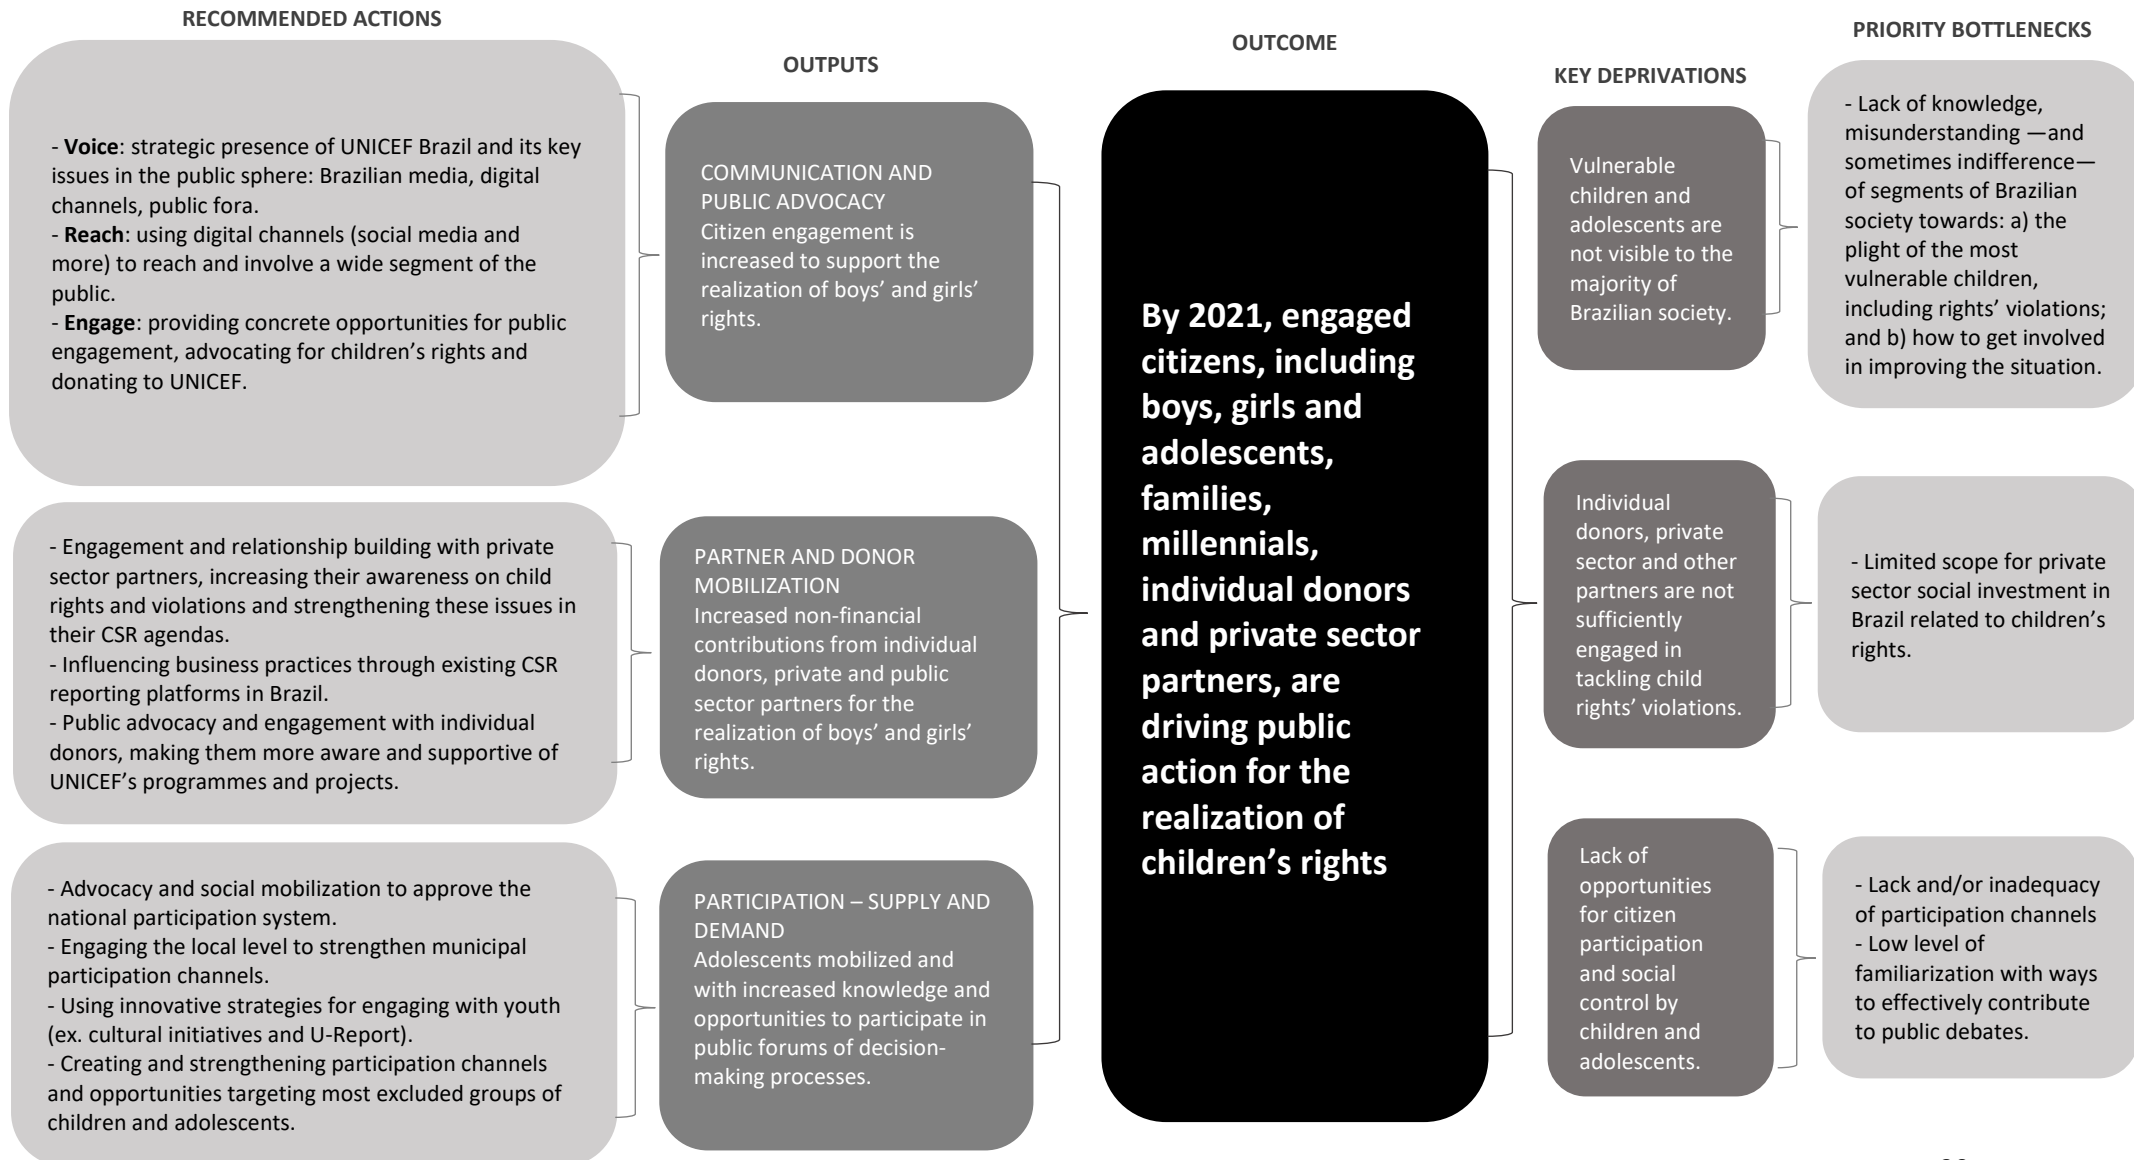 RECOMMENDED ACTIONS
- Voice: strategic presence of UNICEF Brazil and its key
issues in the public sphere: Brazilian media, digital
channels, public fora.
- Reach: using digital channels (social media and
more) to reach and involve a wide segment of the
public.
- Engage: providing concrete opportunities for public
engagement, advocating for children’s rights and
donating to UNICEF.
- Engagement and relationship building with private
sector partners, increasing their awareness on child
rights and violations and strengthening these issues in
their CSR agendas.
- Influencing business practices through existing CSR
reporting platforms in Brazil.
- Public advocacy and engagement with individual
donors, making them more aware and supportive of
UNICEF’s programmes and projects.
- Advocacy and social mobilization to approve the
national participation system.
- Engaging the local level to strengthen municipal
participation channels.
- Using innovative strategies for engaging with youth
(ex. cultural initiatives and U-Report).
- Creating and strengthening participation channels
and opportunities targeting most excluded groups of
children and adolescents.
OUTPUTS
COMMUNICATION AND
PUBLIC ADVOCACY
Citizen engagement is
increased to support the
realization of boys’ and girls’
rights.
PARTNER AND DONOR
MOBILIZATION
Increased non-financial
contributions from individual
donors, private and public
sector partners for the
realization of boys’ and girls’
rights.
PARTICIPATION – SUPPLY AND
DEMAND
Adolescents mobilized and
with increased knowledge and
opportunities to participate in
public forums of decision-
making processes.
OUTCOME
By 2021, engaged
citizens, including
boys, girls and
adolescents,
families,
millennials,
individual donors
and private sector
partners, are
driving public
action for the
realization of
children’s rights
KEY DEPRIVATIONS
Vulnerable
children and
adolescents are
not visible to the
majority of
Brazilian society.
Individual
donors, private
sector and other
partners are not
sufficiently
engaged in
tackling child
rights’ violations.
Lack of
opportunities
for citizen
participation
and social
control by
children and
adolescents.
PRIORITY BOTTLENECKS
- Lack of knowledge,
misunderstanding —and
sometimes indifference—
of segments of Brazilian
society towards: a) the
plight of the most
vulnerable children,
including rights’ violations;
and b) how to get involved
in improving the situation.
- Limited scope for private
sector social investment in
Brazil related to children’s
rights.
- Lack and/or inadequacy
of participation channels
- Low level of
familiarization with ways
to effectively contribute
to public debates.